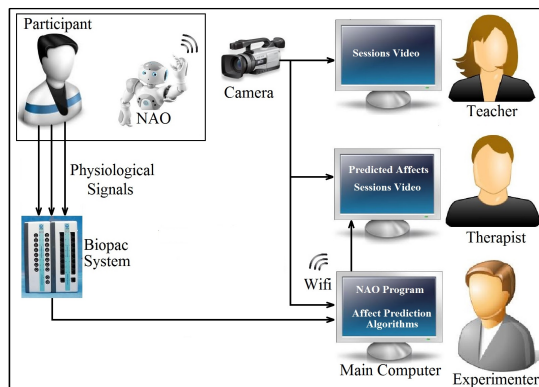 Participant
NAO
Camera
Sessions Video
Teacher
Physiological
Signals
Predicted Affects
Sessions Video
Therapist
Biopac
System
Wifi
NAO Program
Affect Prediction
Algorithms
Main Computer
Experimenter